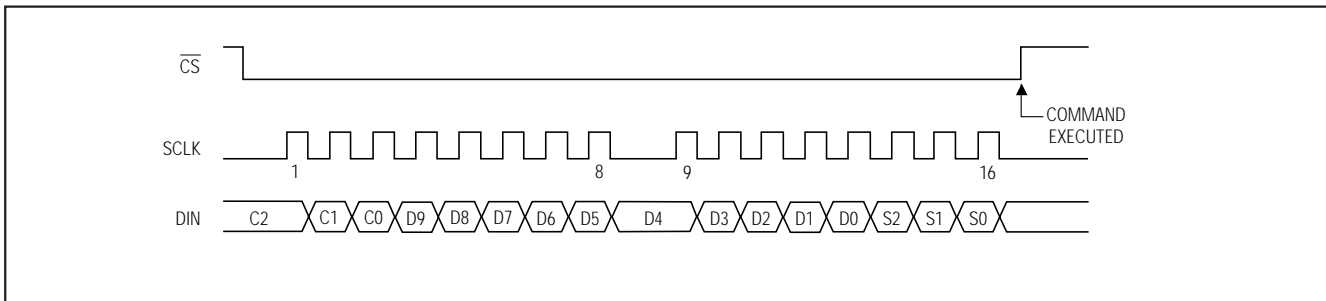 CS
COMMAND
EXECUTED
SCLK
1 8 9 16
DIN C2 C1 C0 D9 D8 D7 D6 D5 D4 D3 D2 D1 D0 S2 S1 S0